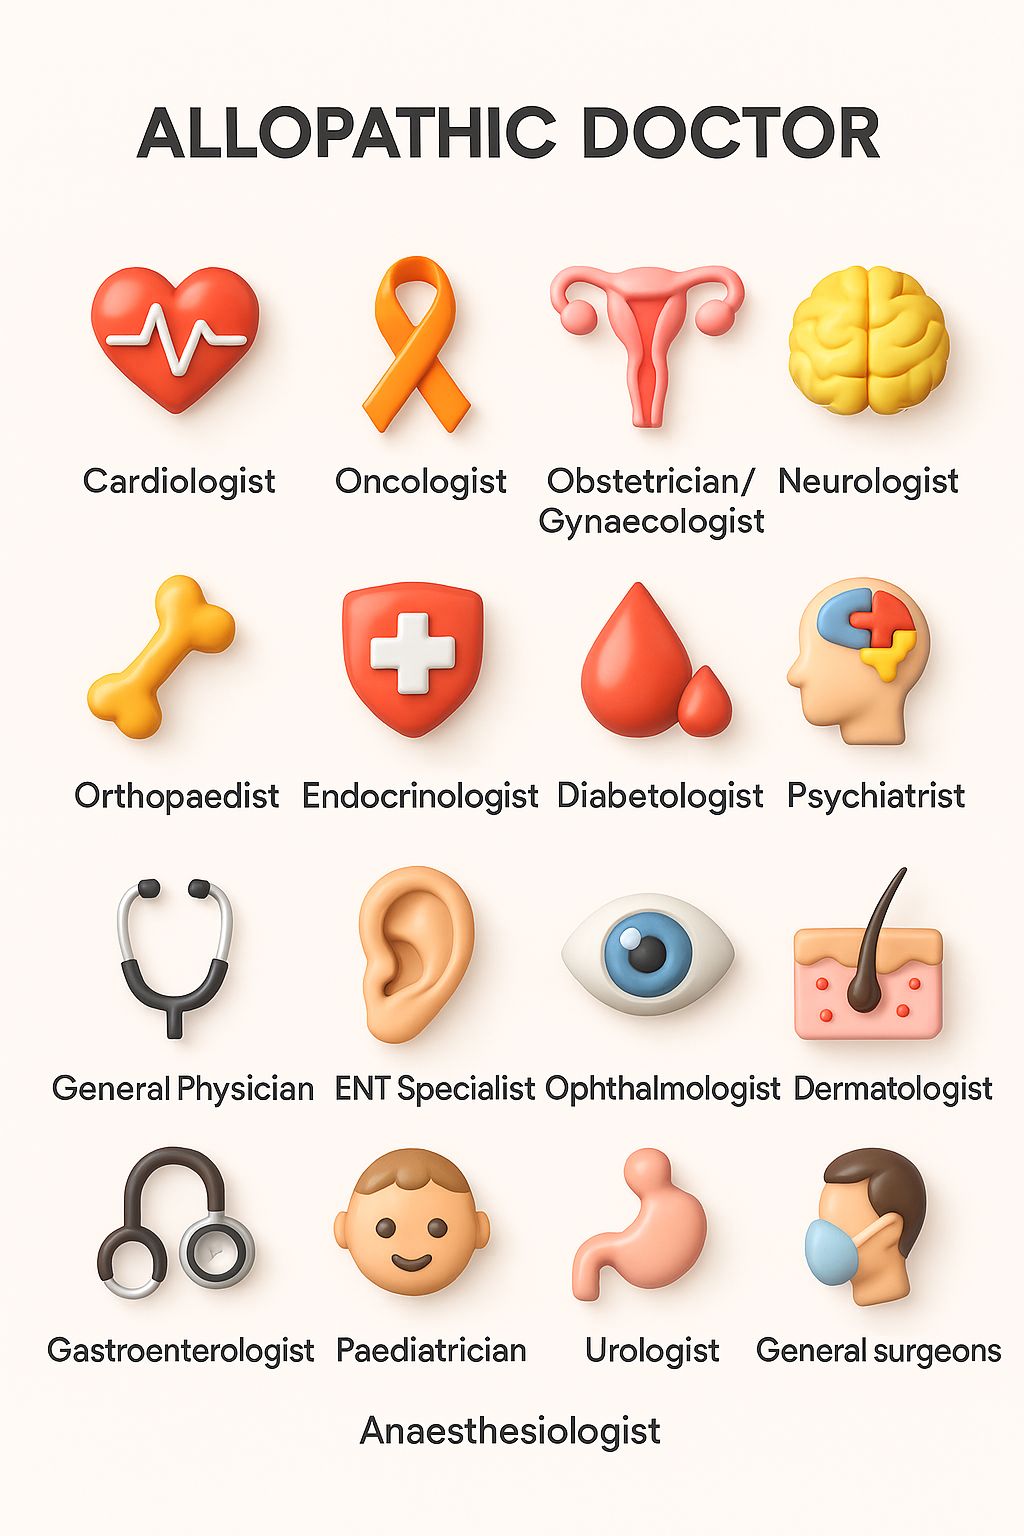 ALLOPATHIC DOCTOR
Cardiologist
Oncologist
Obstetrician/
Gynaecologist
Neurologist
Orthopaedist
Endocrinologist
Diabetologist
Psychiatrist
General Physician
ENT Specialist
Ophthalmologist
Dermatologist
Gastroenterologist
Paediatrician
Urologist
General surgeons
Anaesthesiologist